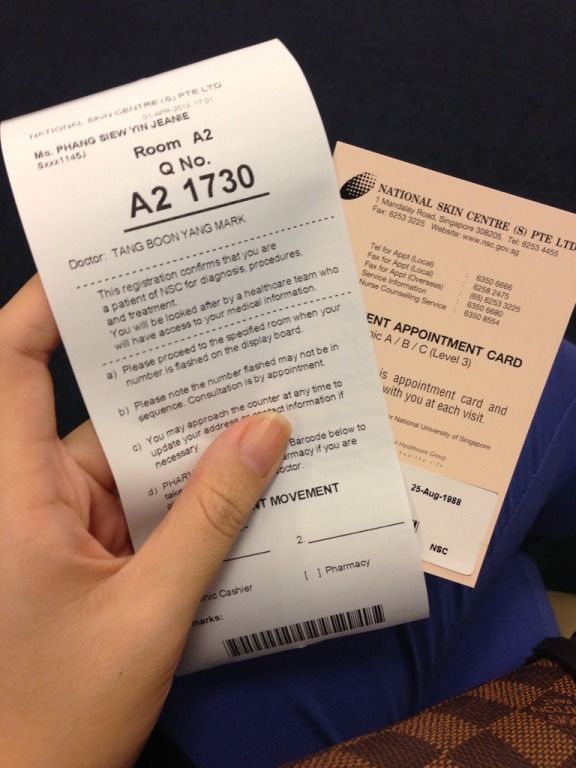 NATIONAL SKIN CENTRE (S) PTE LTD
01-APR-2013 17:01
Ms. PHANG SIEW YIN JEANIE
Sxxx1145J
Room A2
Q No.
A2 1730
Doctor: TANG BOON YANG MARK
This registration confirms that you are
a patient of NSC for diagnosis, procedures,
and treatment.
You will be looked after by a healthcare team who
will have access to your medical information.
a) Please proceed to the specified room when your
number is flashed on the display board.
b) Please note the number flashed may not be in
sequence. Consultation is by appointment.
c) You may approach the counter at any time to
update your address or contact information if
necessary.
d) PHAR Barcode below to
take armacy if you are
octor.
NT MOVEMENT
2.
nic Cashier
[ ] Pharmacy
marks:
NATIONAL SKIN CENTRE (S) PTE LTD
1 Mandalay Road, Singapore 308205. Tel: 6253 4455
Fax: 6253 3225 Website: www.nsc.gov.sg
Tel for Appt (Local) : 6350 6666
Fax for Appt (Local) : 6258 2475
Fax for Appt (Overseas) : (65) 6253 3225
Service Information : 6350 6680
Nurse Counselling Service : 6350 8554
ENT APPOINTMENT CARD
nic A / B / C (Level 3)
is appointment card and
with you at each visit.
for National University of Singapore
Healthcare Group
healthy life
25-Aug-1988
NSC